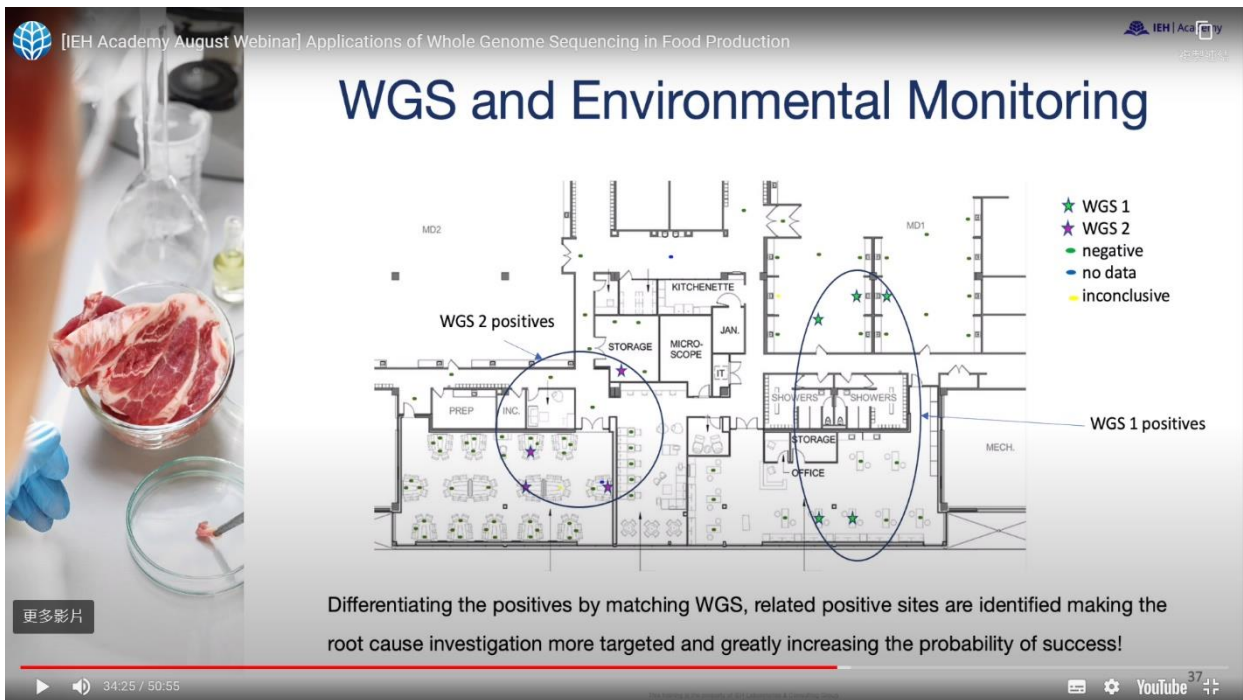 [IEH Academy August Webinar] Applications of Whole Genome Sequencing in Food Production
IEH | Academy
WGS and Environmental Monitoring
WGS 1
WGS 2
negative
no data
inconclusive
MD2
MD1
KITCHENETTE
WGS 2 positives
STORAGE
MICRO-
SCOPE
JAN.
IT
PREP
INC.
SHOWERS
SHOWERS
WGS 1 positives
STORAGE
MECH.
OFFICE
Differentiating the positives by matching WGS, related positive sites are identified making the
root cause investigation more targeted and greatly increasing the probability of success!
更多影片
34:25 / 50:55
YouTube
37